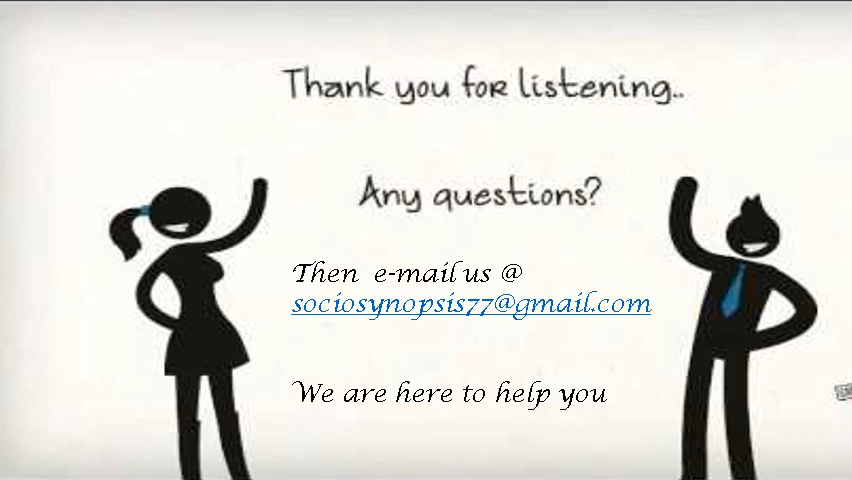 Thank you for listening..
Any questions?
Then e-mail us @
sociosynopsis77@gmail.com
We are here to help you